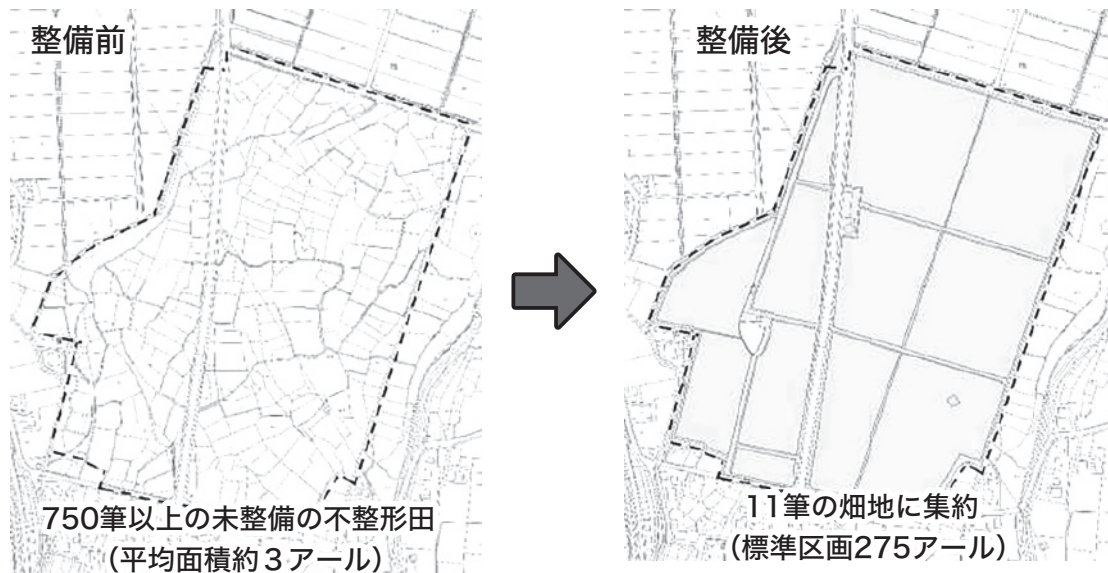 整備前
750筆以上の未整備の不整形田
（平均面積約３アール）
整備後
11筆の畑地に集約
（標準区画275アール）